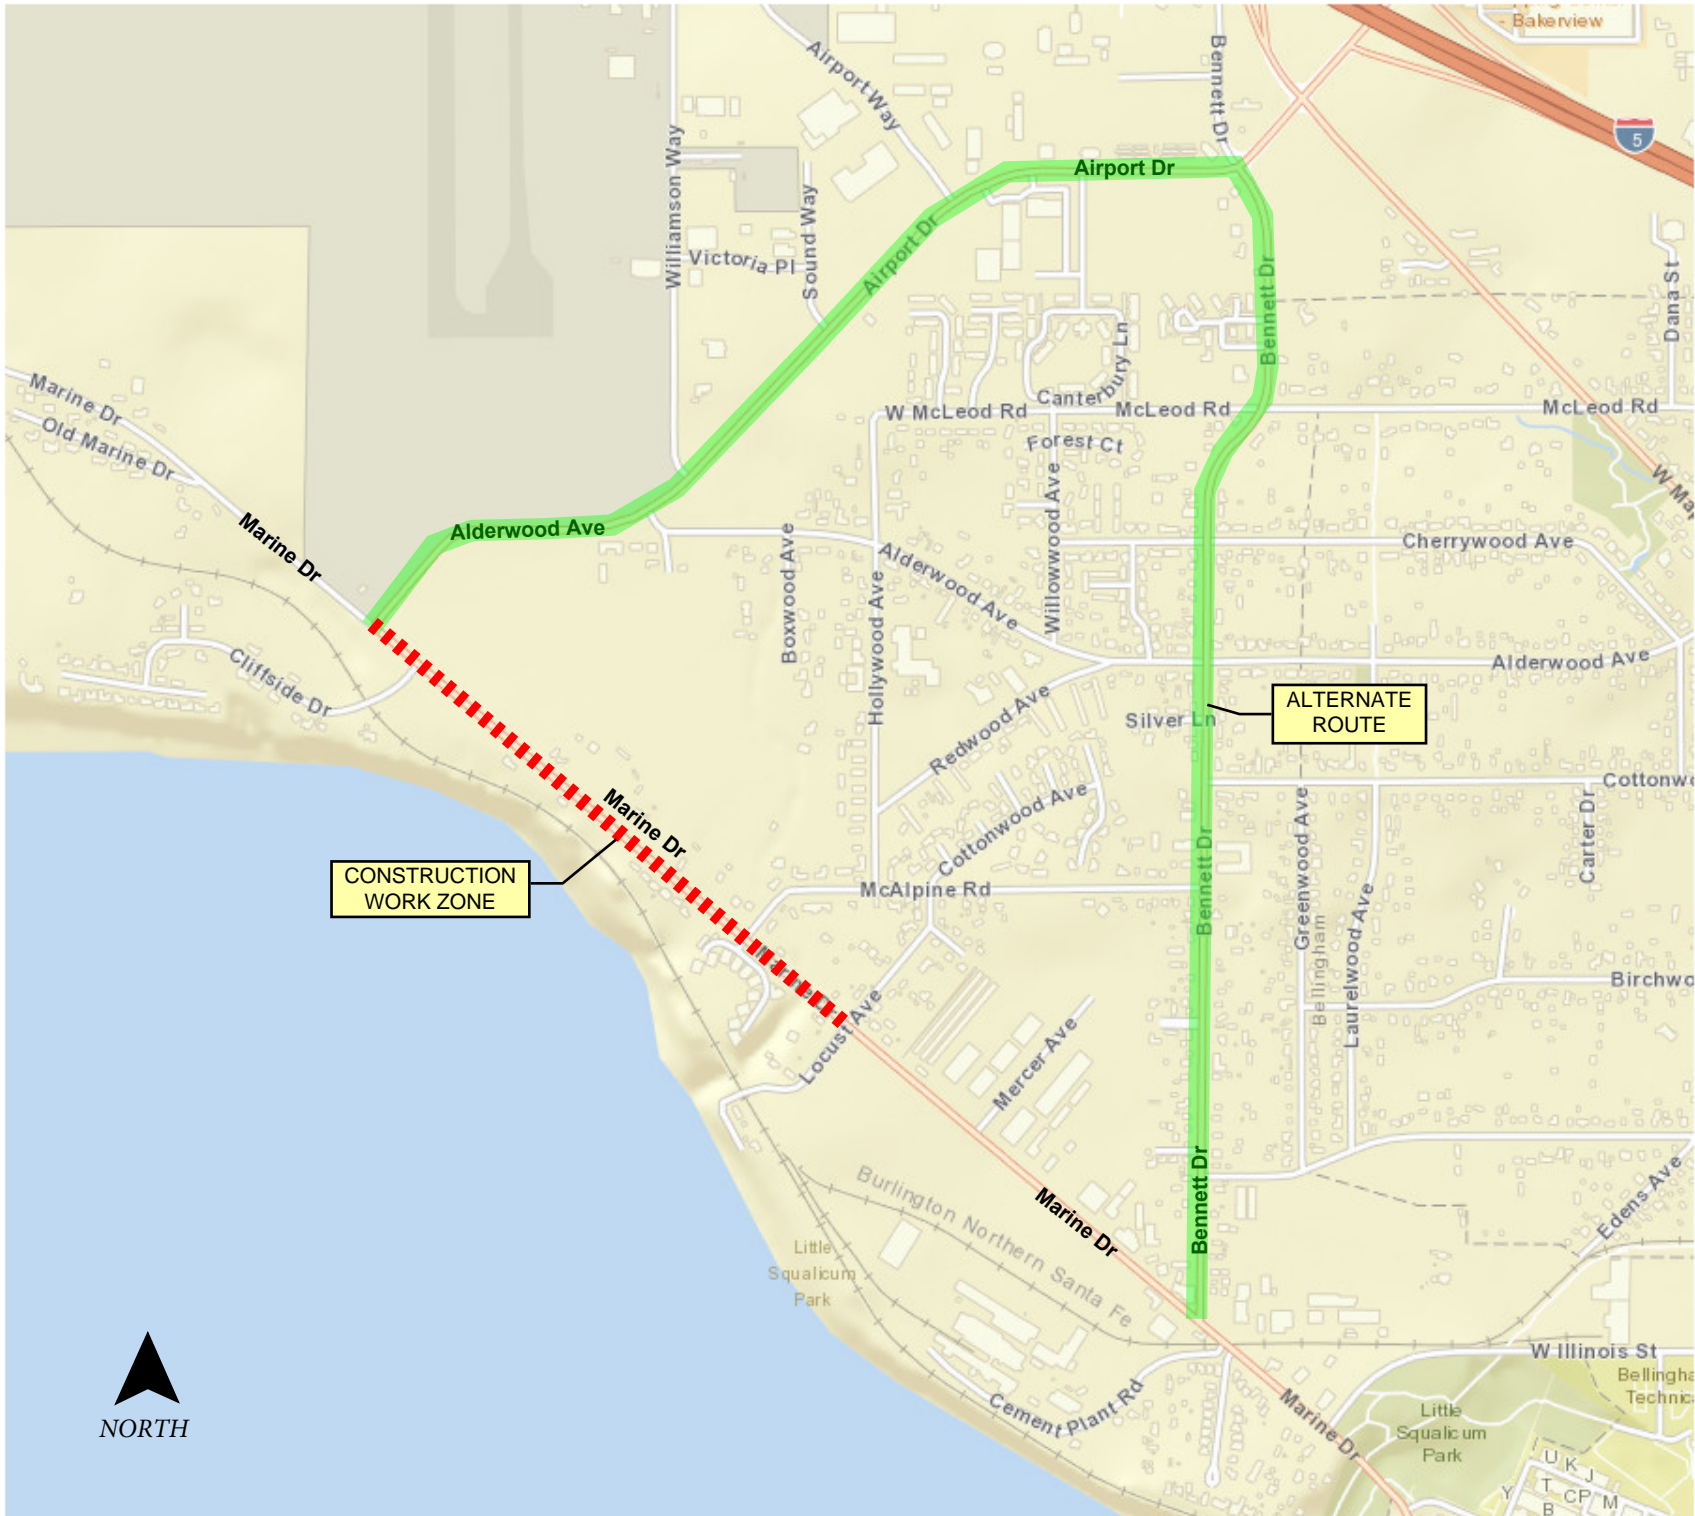 - Bakerview
5
Bennett Dr
Airport Way
Williamson Way
Airport Dr
Sound Way
Airport Dr
Victoria Pl
Bennett Dr
Dana St
Canterbury Ln
Marine Dr
W McLeod Rd
McLeod Rd
McLeod Rd
Old Marine Dr
Forest Ct
Willowwood Ave
Marine Dr
Alderwood Ave
Boxwood Ave
Alderwood Ave
Cherrywood Ave
Hollywood Ave
Alderwood Ave
Cliffside Dr
Redwood Ave
Silver Ln
ALTERNATE
ROUTE
Marine Dr
Cottonwood Ave
Bennett Dr
Greenwood Ave
Carter Dr
CONSTRUCTION
WORK ZONE
McAlpine Rd
Bellingham
Laurelwood Ave
Locust Ave
Mercer Ave
Burlington Northern Santa Fe
Marine Dr
Bennett Dr
Edens Ave
Little
Squalicum
Park
W Illinois St
NORTH
Cement Plant Rd
Marine Dr
Little
Squalicum
Park
U K J
T CP M
Y
B